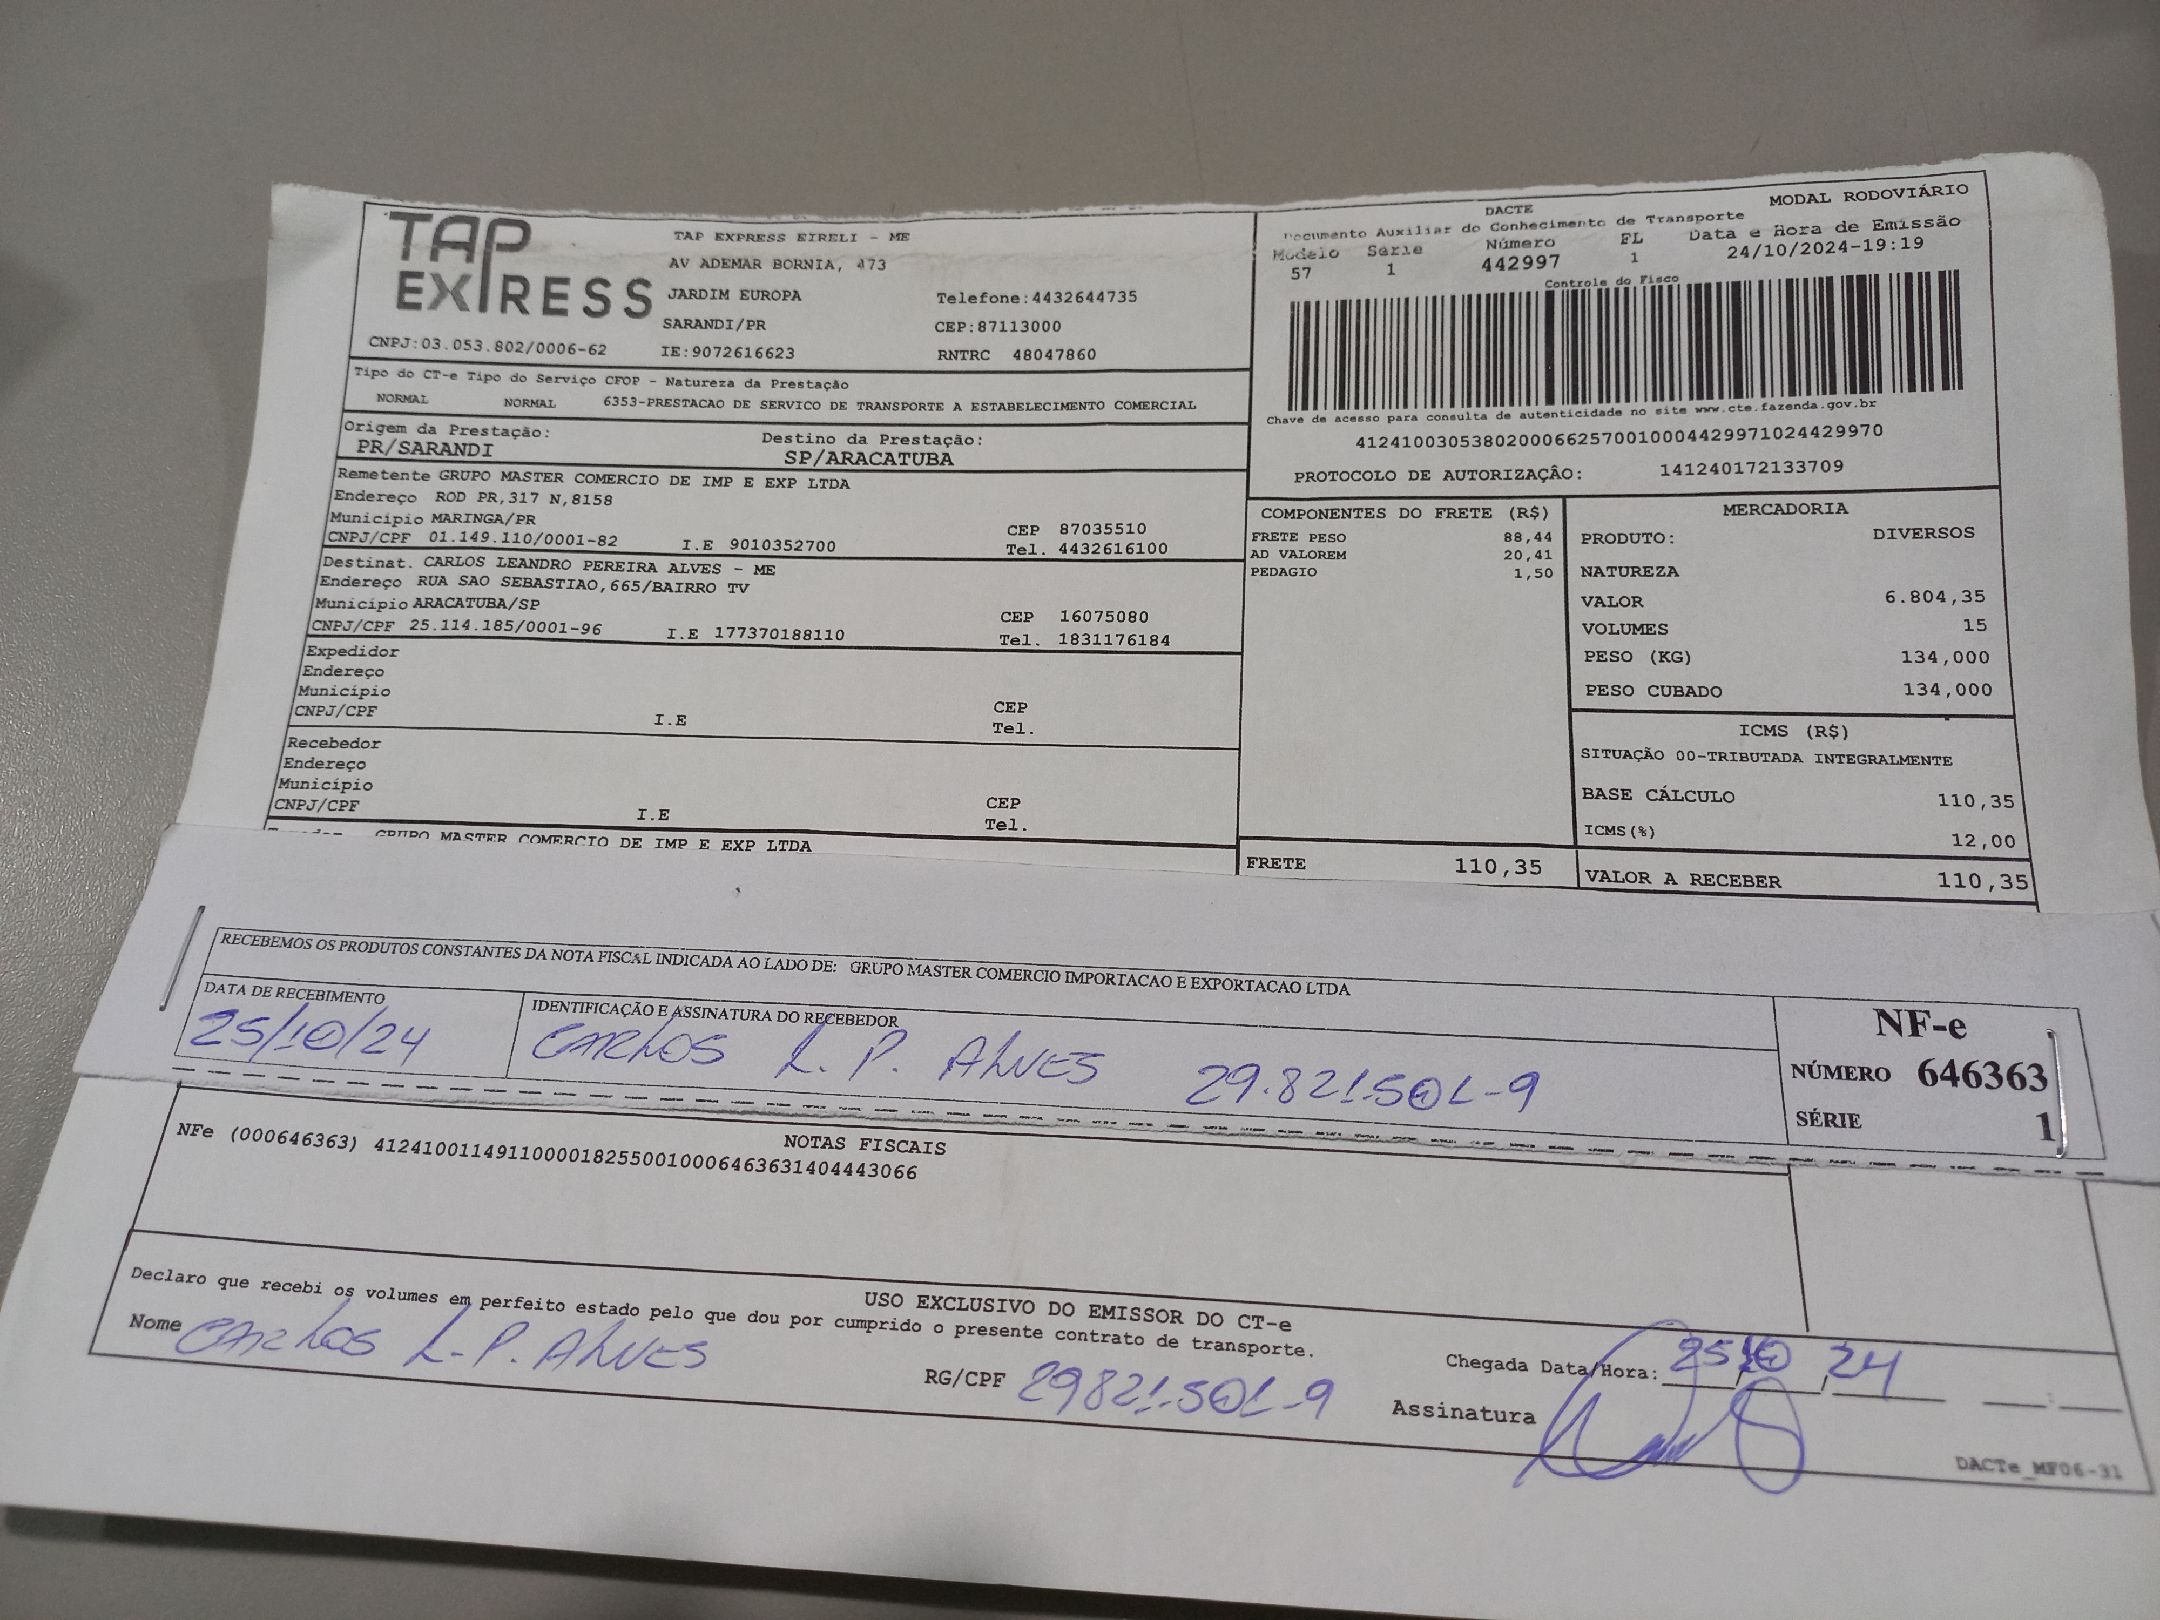 TAP EXPRESS
TAP EXPRESS EIRELI - ME
AV ADEMAR BORNIA, 473
JARDIM EUROPA Telefone:4432644735
SARANDI/PR CEP:87113000
CNPJ:03.053.802/0006-62 IE:9072616623 RNTRC 48047860
Tipo do CT-e Tipo do Serviço CFOP - Natureza da Prestação
NORMAL NORMAL 6353-PRESTACAO DE SERVICO DE TRANSPORTE A ESTABELECIMENTO COMERCIAL
Origem da Prestação: Destino da Prestação:
PR/SARANDI SP/ARACATUBA
Remetente GRUPO MASTER COMERCIO DE IMP E EXP LTDA
Endereço ROD PR,317 N,8158
Município MARINGA/PR CEP 87035510
CNPJ/CPF 01.149.110/0001-82 I.E 9010352700 Tel. 4432616100
Destinat. CARLOS LEANDRO PEREIRA ALVES - ME
Endereço RUA SAO SEBASTIAO,665/BAIRRO TV
Município ARACATUBA/SP CEP 16075080
CNPJ/CPF 25.114.185/0001-96 I.E 177370188110 Tel. 1831176184
Expedidor
Endereço
Município CEP
CNPJ/CPF I.E Tel.
Recebedor
Endereço
Município CEP
CNPJ/CPF I.E Tel.
GRUPO MASTER COMERCIO DE IMP E EXP LTDA
DACTE MODAL RODOVIÁRIO
Documento Auxiliar do Conhecimento de Transporte
Modelo Serie Número FL Data e Hora de Emissão
57 1 442997 1 24/10/2024-19:19
Controle do Fisco
Chave de acesso para consulta de autenticidade no site www.cte.fazenda.gov.br
41241003053802000662570010004429971024429970
PROTOCOLO DE AUTORIZAÇÂO: 141240172133709
COMPONENTES DO FRETE (R$)
FRETE PESO 88,44
AD VALOREM 20,41
PEDAGIO 1,50
FRETE 110,35
MERCADORIA
PRODUTO: DIVERSOS
NATUREZA
VALOR 6.804,35
VOLUMES 15
PESO (KG) 134,000
PESO CUBADO 134,000
ICMS (R$)
SITUAÇÃO 00-TRIBUTADA INTEGRALMENTE
BASE CÁLCULO 110,35
ICMS(%) 12,00
VALOR A RECEBER 110,35
RECEBEMOS OS PRODUTOS CONSTANTES DA NOTA FISCAL INDICADA AO LADO DE: GRUPO MASTER COMERCIO IMPORTACAO E EXPORTACAO LTDA
DATA DE RECEBIMENTO IDENTIFICAÇÃO E ASSINATURA DO RECEBEDOR
25/10/24 CARLOS L. P. ALVES 29.821.501-9
NF-e
NÚMERO 646363
SÉRIE 1
NOTAS FISCAIS
NFe (000646363) 41241001149110000182550010006463631404443066
USO EXCLUSIVO DO EMISSOR DO CT-e
Declaro que recebi os volumes em perfeito estado pelo que dou por cumprido o presente contrato de transporte.
Nome CARLOS L. P. ALVES RG/CPF 29821.501-9
Chegada Data/Hora: 25/10/24
Assinatura
DACTe_MF06-31